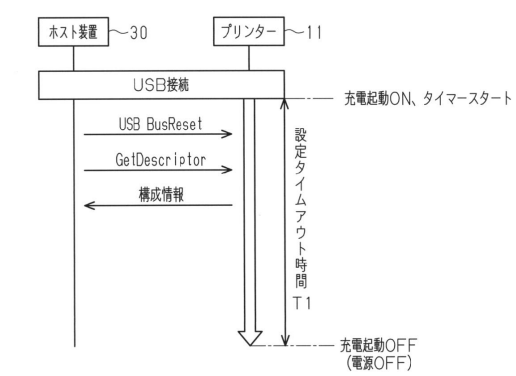 ホスト装置 30
プリンター 11
USB接続
充電起動ON、タイマースタート
USB BusReset
GetDescriptor
構成情報
設定タイムアウト時間T1
充電起動OFF
(電源OFF)